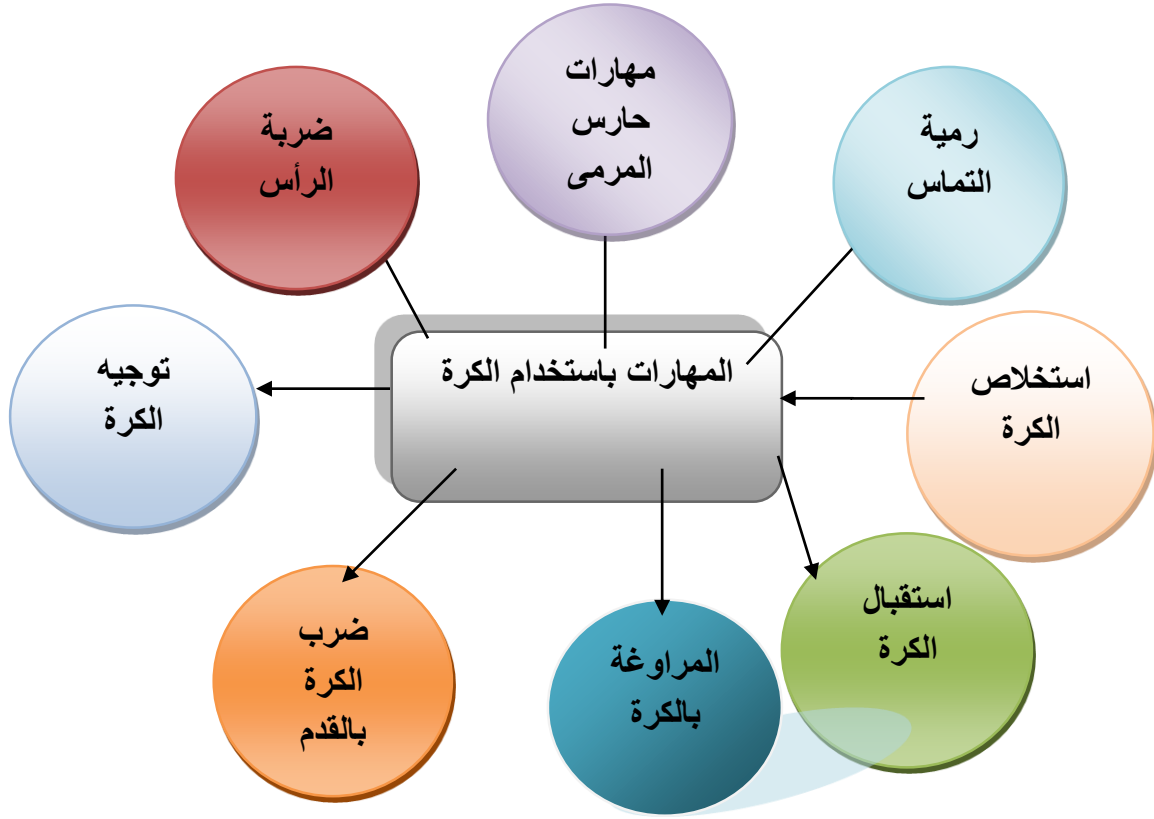 مهارات
حارس
المرمى
رمية
التماس
ضربة
الرأس
المهارات باستخدام الكرة
استخلاص
الكرة
توجيه
الكرة
استقبال
الكرة
المراوغة
بالكرة
ضرب
الكرة
بالقدم